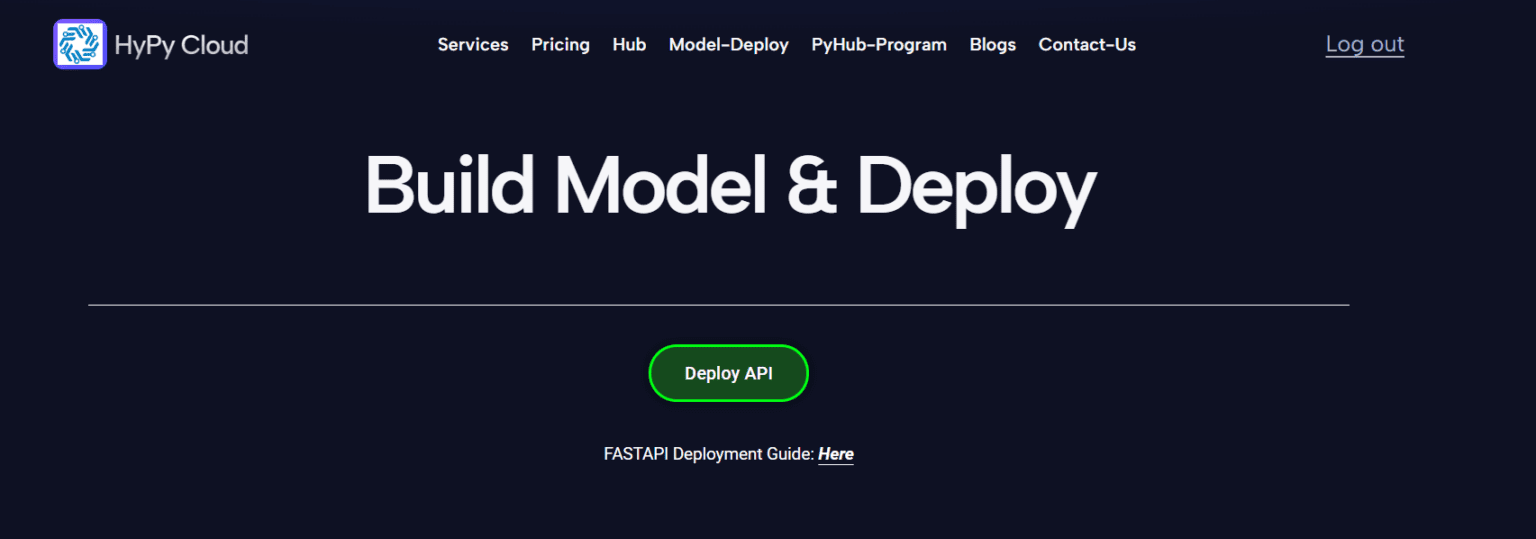 HyPy Cloud
Services Pricing Hub Model-Deploy PyHub-Program Blogs Contact-Us
Log out
Build Model & Deploy
Deploy API
FASTAPI Deployment Guide: Here